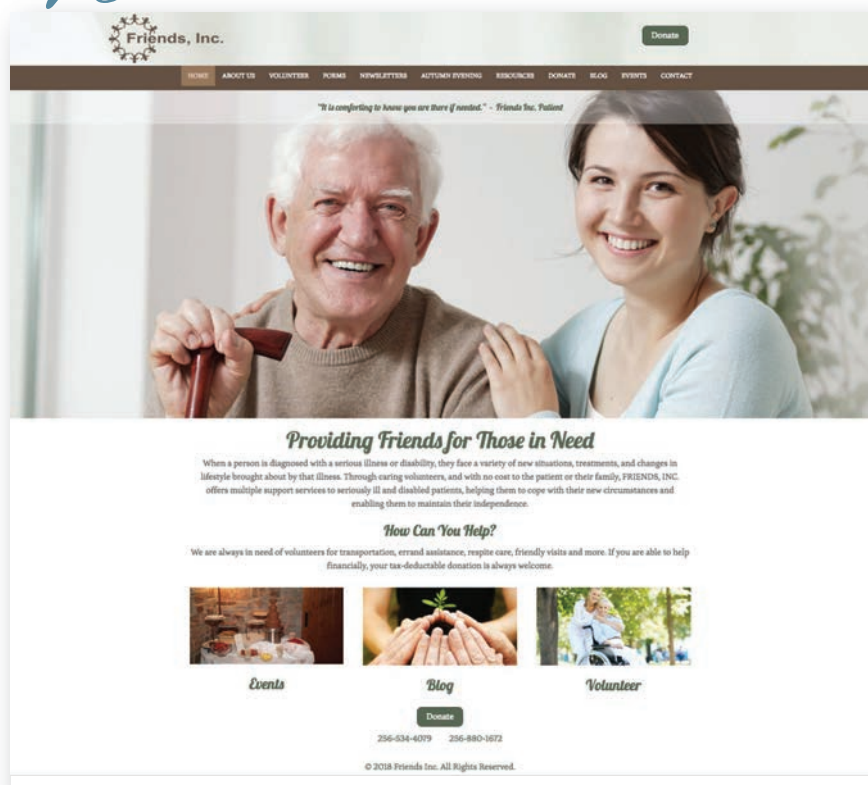 Friends, Inc.
Donate
HOME ABOUT US VOLUNTEER FORMS NEWSLETTERS AUTUMN EVENING RESOURCES DONATE BLOG EVENTS CONTACT
"It is comforting to know you are there if needed." - Friends Inc. Patient
Providing Friends for Those in Need
When a person is diagnosed with a serious illness or disability, they face a variety of new situations, treatments, and changes in
lifestyle brought about by that illness. Through caring volunteers, and with no cost to the patient or their family, FRIENDS, INC.
offers multiple support services to seriously ill and disabled patients, helping them to cope with their new circumstances and
enabling them to maintain their independence.
How Can You Help?
We are always in need of volunteers for transportation, errand assistance, respite care, friendly visits and more. If you are able to help
financially, your tax-deductable donation is always welcome.
Events Blog Volunteer
Donate
256-534-4079 256-880-1672
© 2018 Friends Inc. All Rights Reserved.